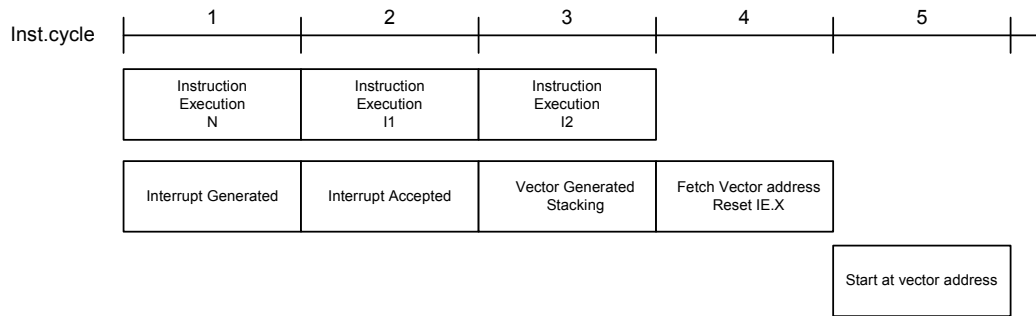 Inst.cycle
1
2
3
4
5
Instruction
Execution
N
Instruction
Execution
I1
Instruction
Execution
I2
Interrupt Generated
Interrupt Accepted
Vector Generated
Stacking
Fetch Vector address
Reset IE.X
Start at vector address